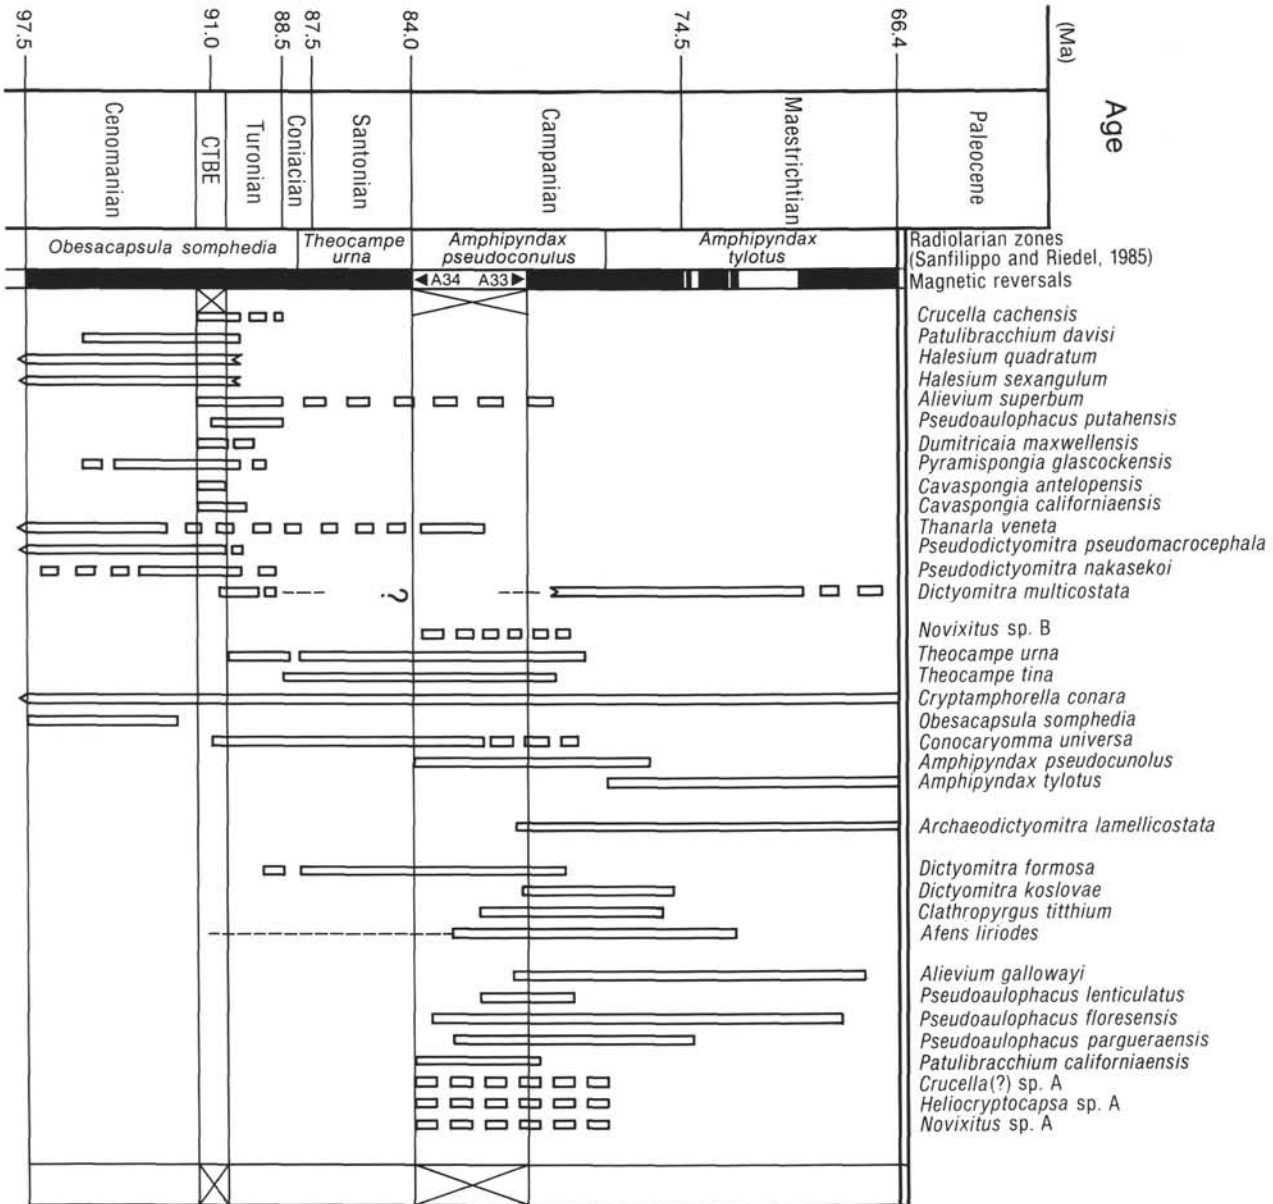 97.5
91.0
88.5
87.5
84.0
74.5
66.4
(Ma)
Age
Cenomanian
CTBE
Turonian
Coniacian
Santonian
Campanian
Maestrichtian
Paleocene
Obesacapsula somphedia
Theocampe
urna
Amphipyndax
pseudoconulus
Amphipyndax
tylotus
Radiolarian zones
(Sanfilippo and Riedel, 1985)
A34 A33
Magnetic reversals
Crucella cachensis
Patulibracchium davisi
Halesium quadratum
Halesium sexangulum
Alievium superbum
Pseudoaulophacus putahensis
Dumitricaia maxwellensis
Pyramispongia glascockensis
Cavaspongia antelopensis
Cavaspongia californiaensis
Thanarla veneta
Pseudodictyomitra pseudomacrocephala
Pseudodictyomitra nakasekoi
?
Dictyomitra multicostata
Novixitus sp. B
Theocampe urna
Theocampe tina
Cryptamphorella conara
Obesacapsula somphedia
Conocaryomma universa
Amphipyndax pseudocunolus
Amphipyndax tylotus
Archaeodictyomitra lamellicostata
Dictyomitra formosa
Dictyomitra koslovae
Clathropyrgus titthium
Afens liriodes
Alievium gallowayi
Pseudoaulophacus lenticulatus
Pseudoaulophacus floresensis
Pseudoaulophacus pargueraensis
Patulibracchium californiaensis
Crucella(?) sp. A
Heliocryptocapsa sp. A
Novixitus sp. A